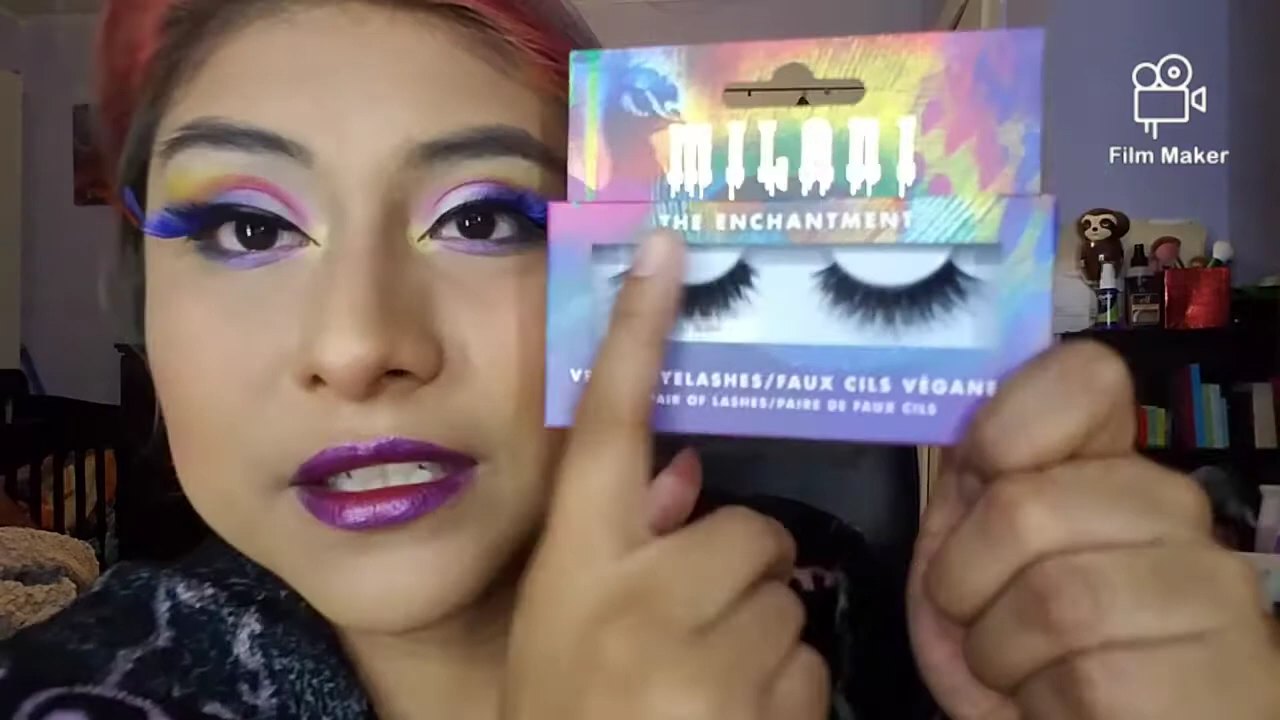 MILANI
THE ENCHANTMENT
EYELASHES/FAUX CILS VÉGANE
PAIR OF LASHES/PAIRE DE FAUX CILS
Film Maker